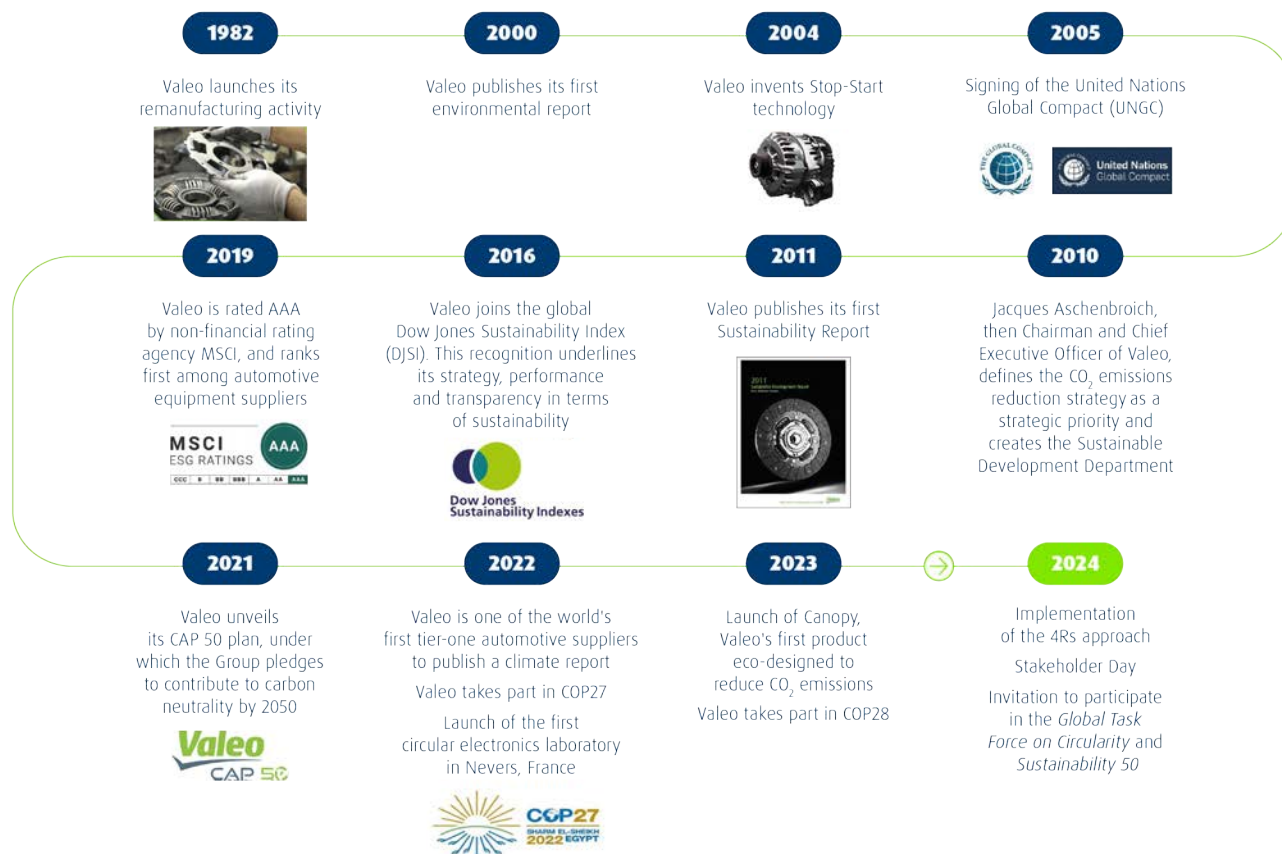 1982
Valeo launches its
remanufacturing activity
2000
Valeo publishes its first
environmental report
2004
Valeo invents Stop-Start
technology
2005
Signing of the United Nations
Global Compact (UNGC)
THE GLOBAL COMPACT
United Nations
Global Compact
2019
Valeo is rated AAA
by non-financial rating
agency MSCI, and ranks
first among automotive
equipment suppliers
MSCI
ESG RATINGS
AAA
CCC B BB BBB A AA AAA
2016
Valeo joins the global
Dow Jones Sustainability Index
(DJSI). This recognition underlines
its strategy, performance
and transparency in terms
of sustainability
Dow Jones
Sustainability Indexes
2011
Valeo publishes its first
Sustainability Report
2011
2010
Jacques Aschenbroich,
then Chairman and Chief
Executive Officer of Valeo,
defines the CO₂ emissions
reduction strategy as a
strategic priority and
creates the Sustainable
Development Department
2021
Valeo unveils
its CAP 50 plan, under
which the Group pledges
to contribute to carbon
neutrality by 2050
Valeo
CAP 50
2022
Valeo is one of the world's
first tier-one automotive suppliers
to publish a climate report
Valeo takes part in COP27
Launch of the first
circular electronics laboratory
in Nevers, France
COP27
SHARM EL-SHEIKH
2022 EGYPT
2023
Launch of Canopy,
Valeo's first product
eco-designed to
reduce CO₂ emissions
Valeo takes part in COP28
2024
Implementation
of the 4Rs approach
Stakeholder Day
Invitation to participate
in the Global Task
Force on Circularity and
Sustainability 50